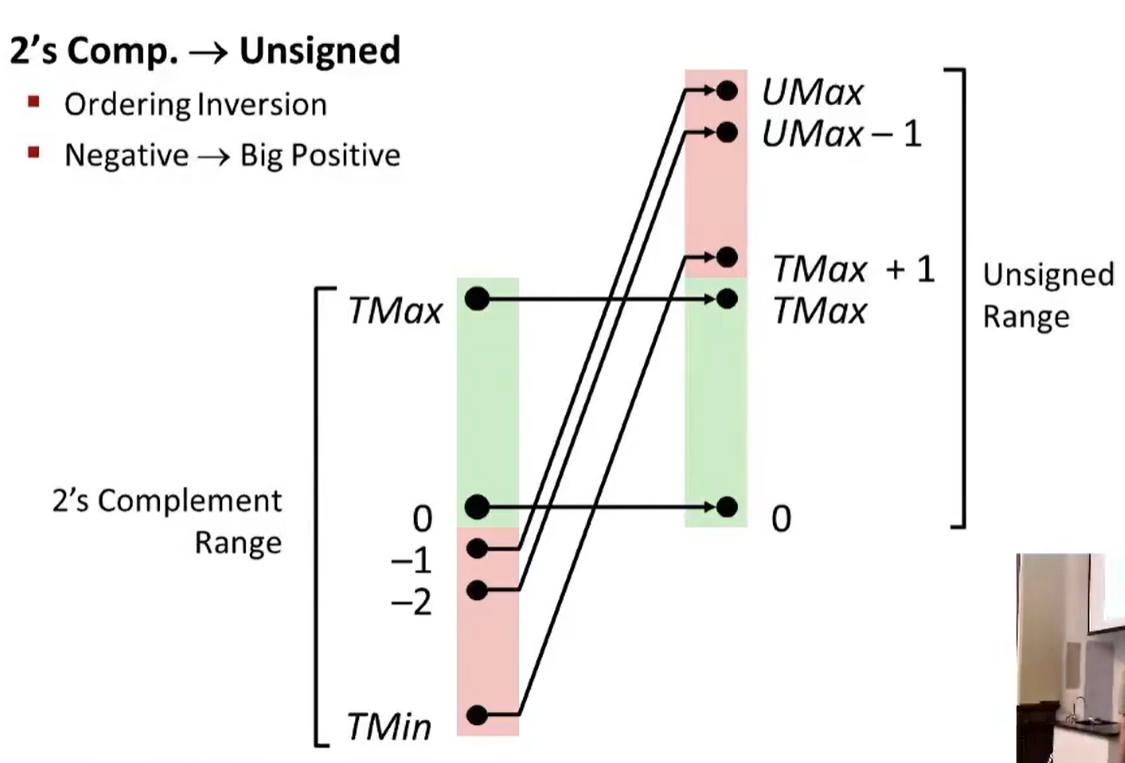 2's Comp. → Unsigned
▪ Ordering Inversion
▪ Negative → Big Positive
UMax
UMax – 1
TMax + 1
TMax
0
Unsigned
Range
TMax
0
–1
–2
TMin
2's Complement
Range